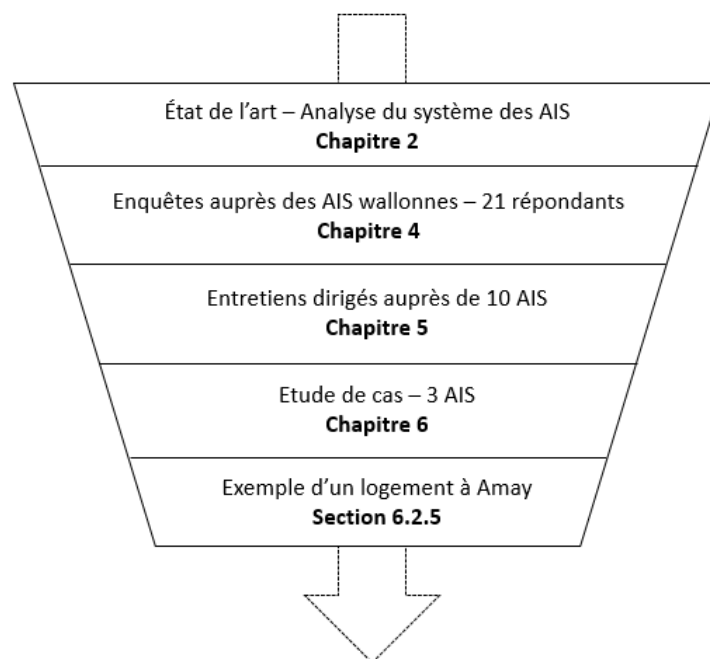 État de l’art – Analyse du système des AIS
Chapitre 2
Enquêtes auprès des AIS wallonnes – 21 répondants
Chapitre 4
Entretiens dirigés auprès de 10 AIS
Chapitre 5
Etude de cas – 3 AIS
Chapitre 6
Exemple d’un logement à Amay
Section 6.2.5